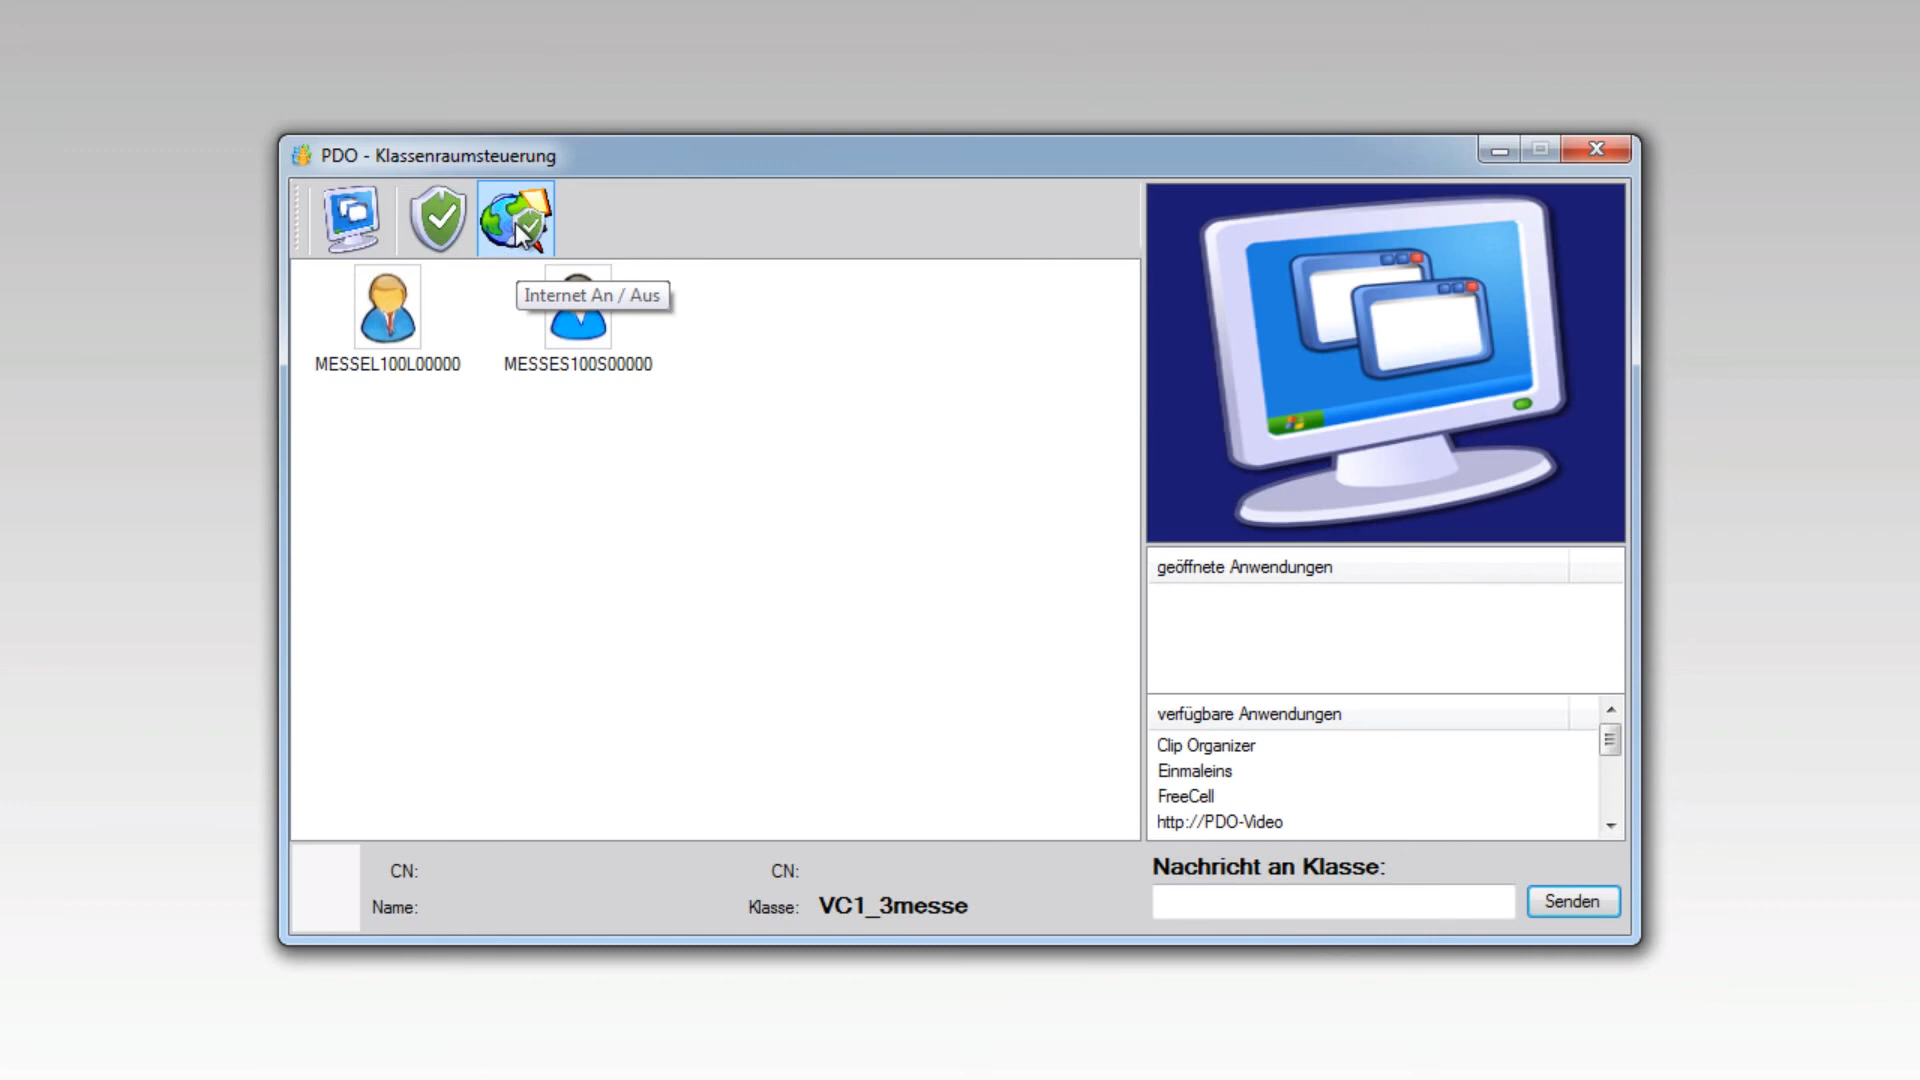 PDO - Klassenraumsteuerung
Internet An / Aus
MESSEL100L00000
MESSES100S00000
geöffnete Anwendungen
verfügbare Anwendungen
Clip Organizer
Einmaleins
FreeCell
http://PDO-Video
CN:
CN:
Name:
Klasse: VC1_3messe
Nachricht an Klasse:
Senden